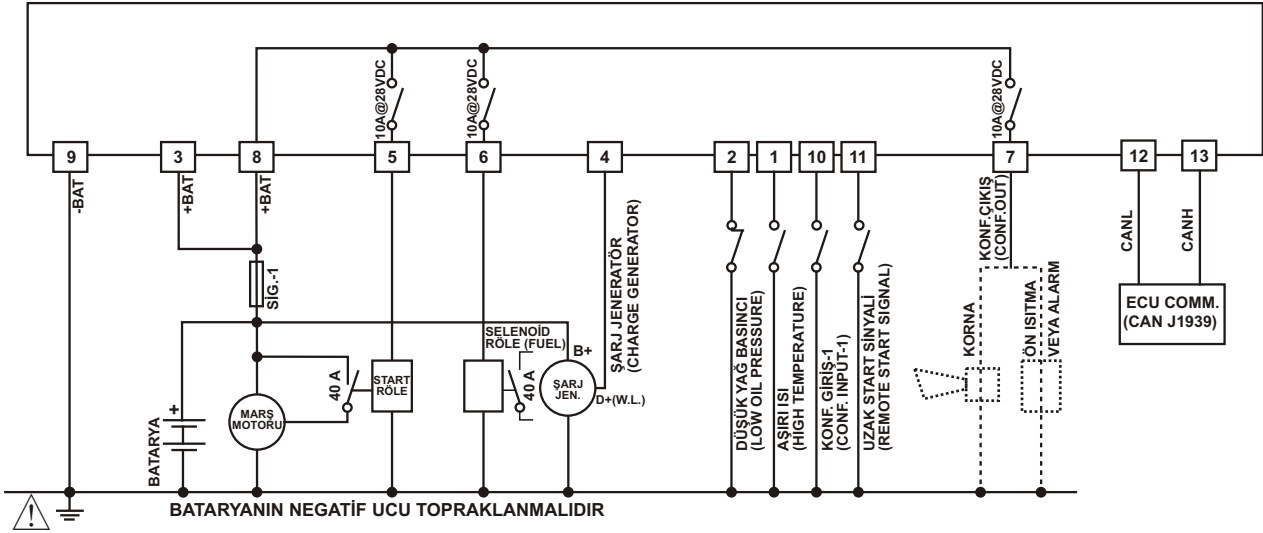 10A@28VDC
10A@28VDC
10A@28VDC
9
3
8
5
6
4
2
1
10
11
7
12
13
-BAT
+BAT
+BAT
SİG.-1
BATARYA
+
MARŞ
MOTORU
40 A
START
RÖLE
SELENOİD
RÖLE (FUEL)
40 A
B+
ŞARJ
JEN.
D+(W.L.)
ŞARJ JENERATÖR
(CHARGE GENERATOR)
DÜŞÜK YAĞ BASINCI
(LOW OIL PRESSURE)
AŞIRI ISI
(HIGH TEMPERATURE)
KONF. GİRİŞ-1
(CONF. INPUT-1)
UZAK START SİNYALİ
(REMOTE START SIGNAL)
KONF.ÇIKIŞ
(CONF.OUT)
KORNA
ÖN ISITMA
VEYA ALARM
CANL
CANH
ECU COMM.
(CAN J1939)
BATARYANIN NEGATİF UCU TOPRAKLANMALIDIR